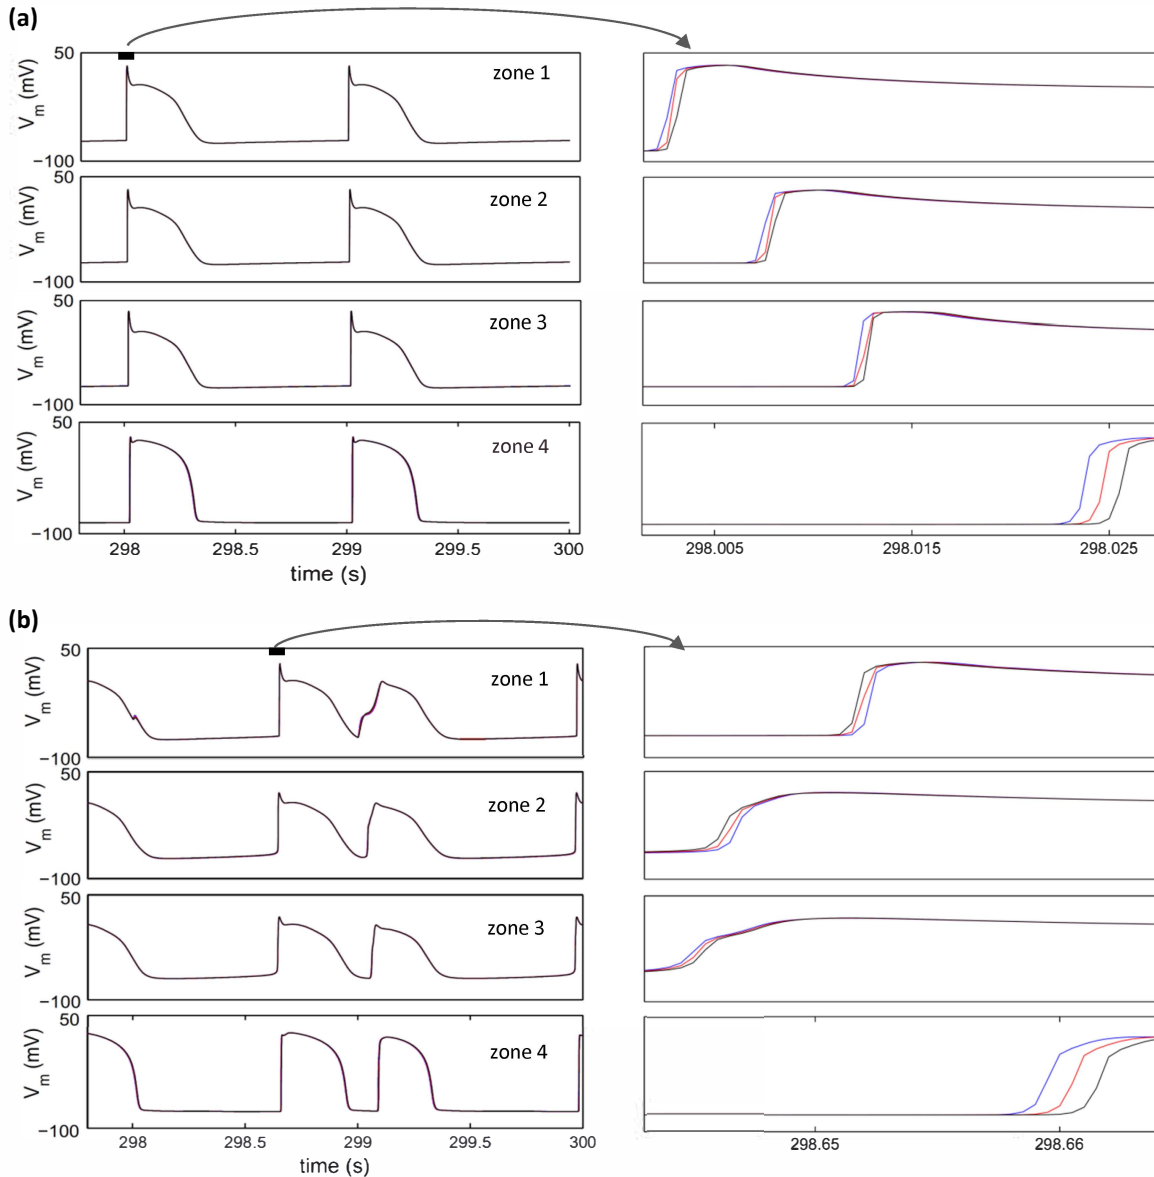 (a)
50
V_m (mV)
−100
zone 1
50
V_m (mV)
−100
zone 2
50
V_m (mV)
−100
zone 3
50
V_m (mV)
−100
zone 4
298 298.5 299 299.5 300
time (s)
298.005 298.015 298.025
(b)
50
V_m (mV)
−100
zone 1
50
V_m (mV)
−100
zone 2
50
V_m (mV)
−100
zone 3
50
V_m (mV)
−100
zone 4
298 298.5 299 299.5 300
time (s)
298.65 298.66